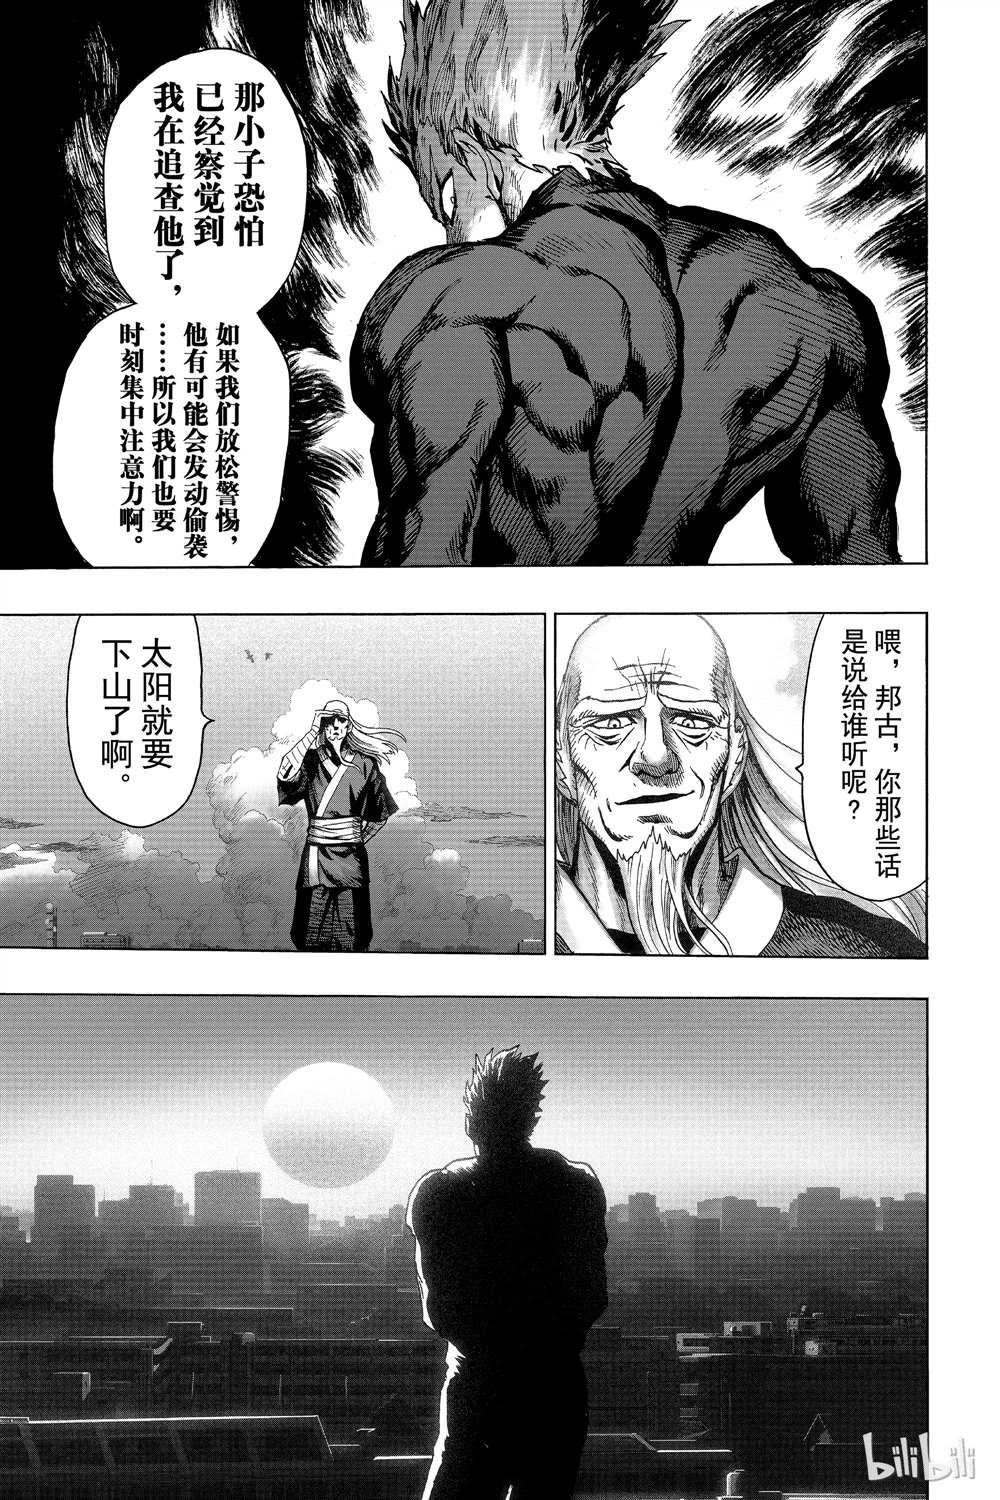 那小子恐怕
已经察觉到
我在追查他了，
如果我们放松警惕，
他有可能会发动偷袭
……所以我们也要
时刻集中注意力啊。
喂，邦古，你那些话
是说给谁听呢？
太阳就要
下山了啊。
bilibili